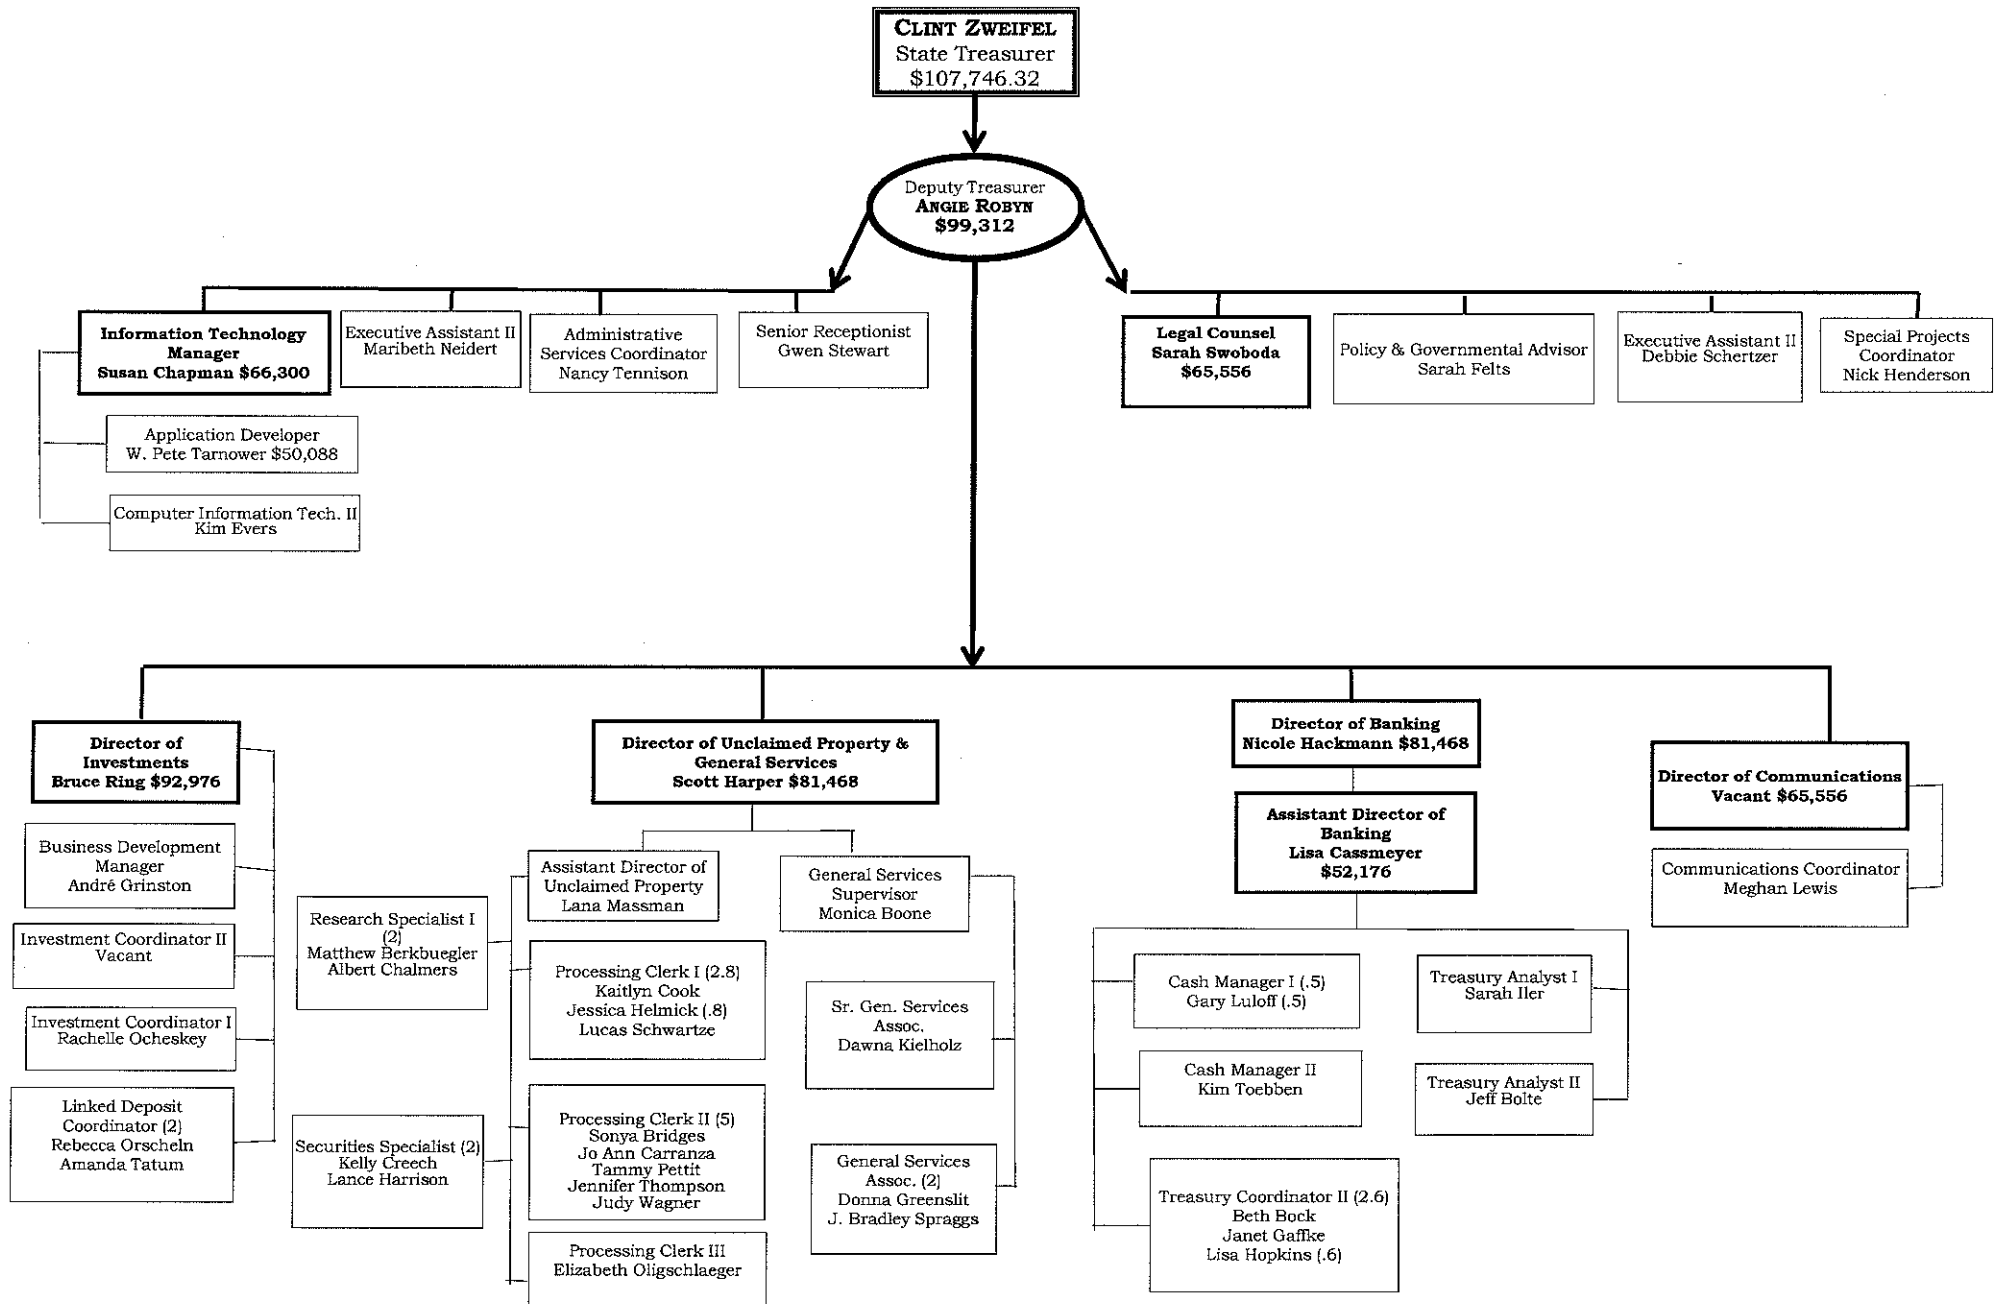 CLINT ZWEIFEL
State Treasurer
$107,746.32
Deputy Treasurer
ANGIE ROBYN
$99,312
Information Technology
Manager
Susan Chapman $66,300
Executive Assistant II
Maribeth Neidert
Administrative
Services Coordinator
Nancy Tennison
Senior Receptionist
Gwen Stewart
Legal Counsel
Sarah Swoboda
$65,556
Policy & Governmental Advisor
Sarah Felts
Executive Assistant II
Debbie Schertzer
Special Projects
Coordinator
Nick Henderson
Application Developer
W. Pete Tarnower $50,088
Computer Information Tech. II
Kim Evers
Director of
Investments
Bruce Ring $92,976
Business Development
Manager
André Grinston
Investment Coordinator II
Vacant
Investment Coordinator I
Rachelle Ocheskey
Linked Deposit
Coordinator (2)
Rebecca Orscheln
Amanda Tatum
Director of Unclaimed Property &
General Services
Scott Harper $81,468
Assistant Director of
Unclaimed Property
Lana Massman
Research Specialist I
(2)
Matthew Berkbuegler
Albert Chalmers
Securities Specialist (2)
Kelly Creech
Lance Harrison
Processing Clerk I (2.8)
Kaitlyn Cook
Jessica Helmick (.8)
Lucas Schwartze
Processing Clerk II (5)
Sonya Bridges
Jo Ann Carranza
Tammy Pettit
Jennifer Thompson
Judy Wagner
Processing Clerk III
Elizabeth Oligschlaeger
General Services
Supervisor
Monica Boone
Sr. Gen. Services
Assoc.
Dawna Kielholz
General Services
Assoc. (2)
Donna Greenslit
J. Bradley Spraggs
Director of Banking
Nicole Hackmann $81,468
Assistant Director of
Banking
Lisa Cassmeyer
$52,176
Cash Manager I (.5)
Gary Luloff (.5)
Cash Manager II
Kim Toebben
Treasury Coordinator II (2.6)
Beth Bock
Janet Gaffke
Lisa Hopkins (.6)
Treasury Analyst I
Sarah Iler
Treasury Analyst II
Jeff Bolte
Director of Communications
Vacant $65,556
Communications Coordinator
Meghan Lewis